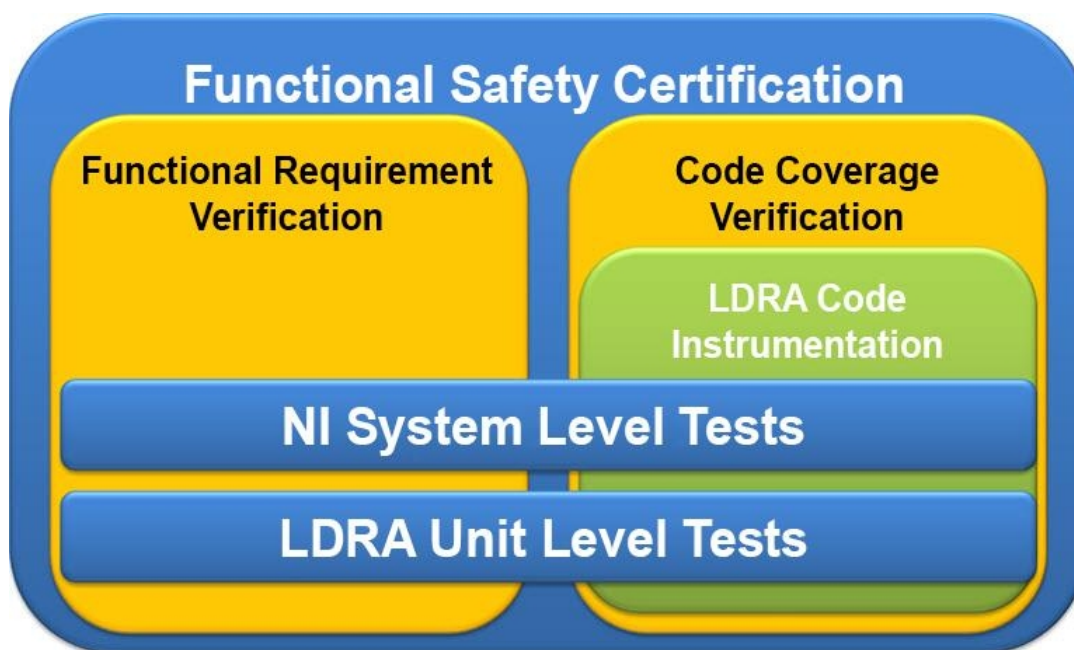 Functional Safety Certification
Functional Requirement
Verification
Code Coverage
Verification
LDRA Code
Instrumentation
NI System Level Tests
LDRA Unit Level Tests